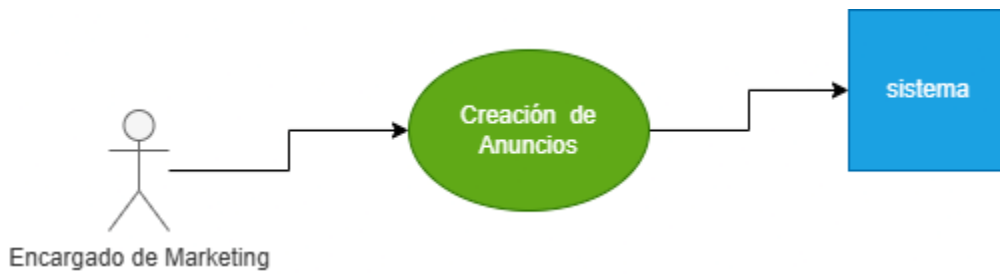 Creación de
Anuncios
sistema
Encargado de Marketing